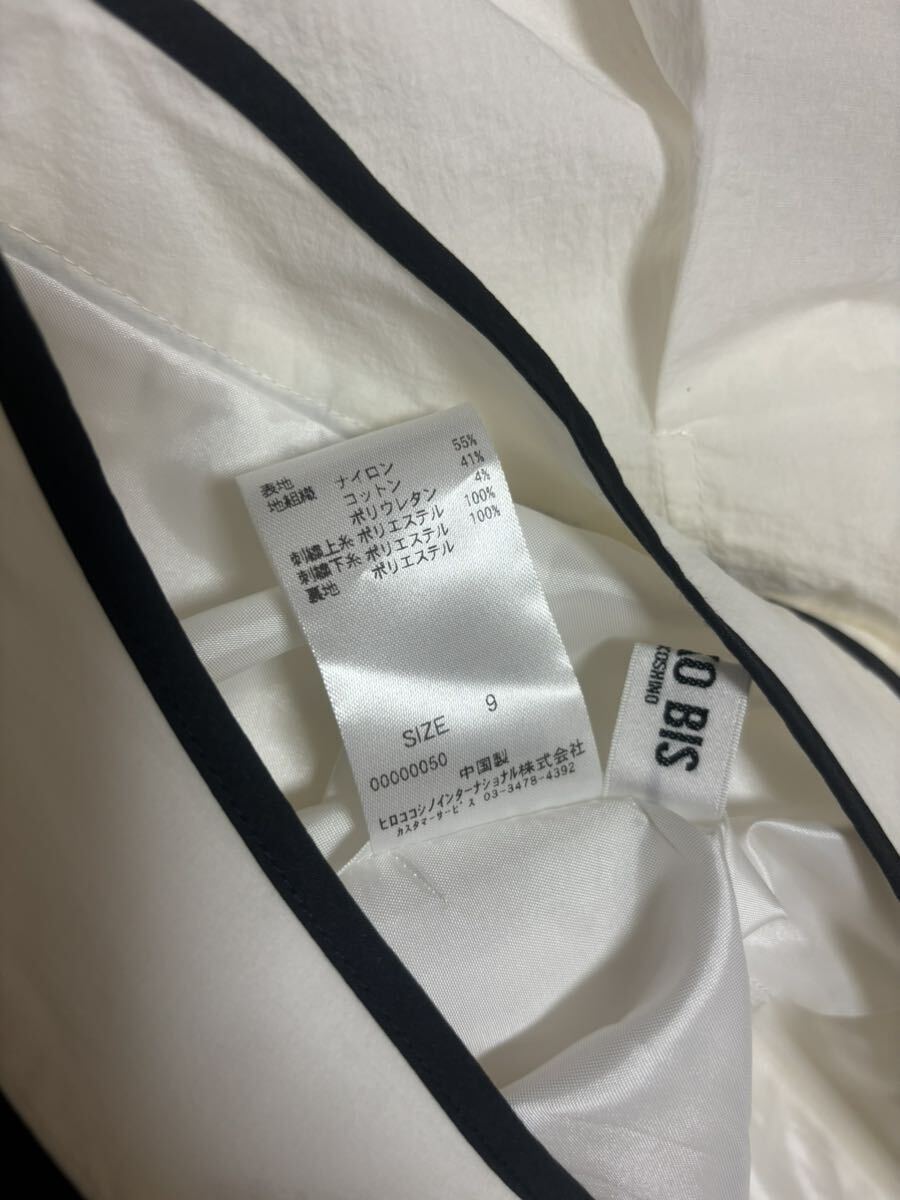 表地
地組織 ナイロン 55%
コットン 41%
ポリウレタン 4%
刺繍上糸 ポリエステル 100%
刺繍下糸 ポリエステル 100%
裏地 ポリエステル
SIZE 9
00000050 中国製
ヒロココシノインターナショナル株式会社
カスタマーサービス 03-3478-4392
KO BIS
KOSHINO